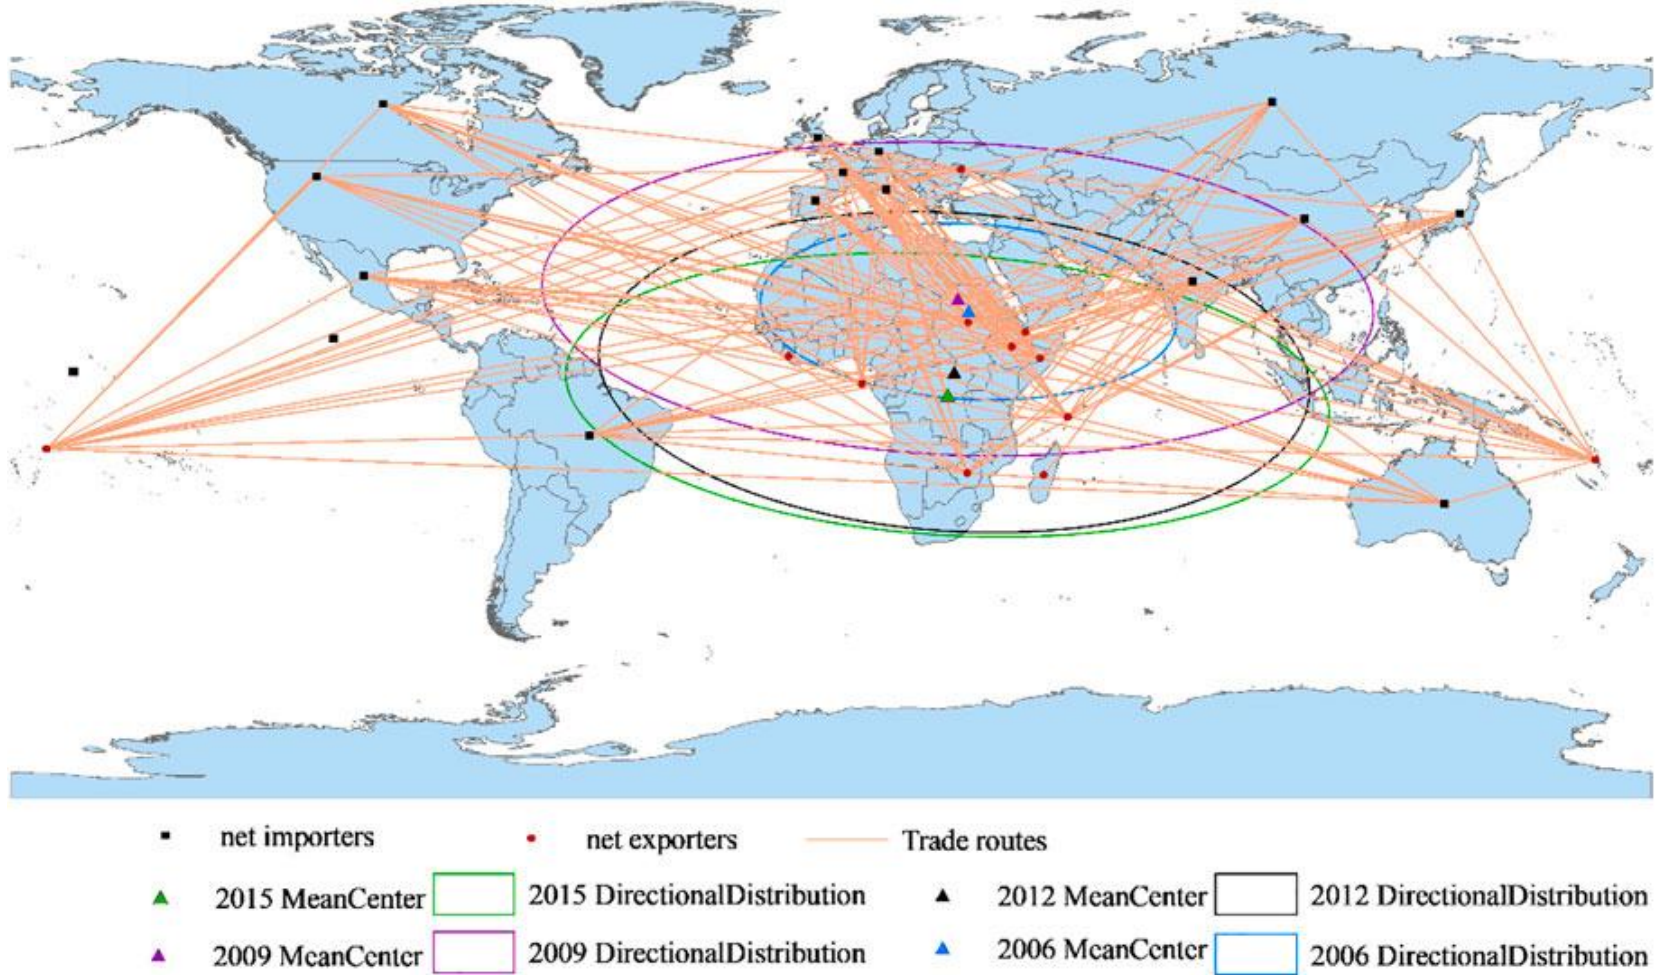 net importers net exporters Trade routes
2015 MeanCenter 2015 DirectionalDistribution 2012 MeanCenter 2012 DirectionalDistribution
2009 MeanCenter 2009 DirectionalDistribution 2006 MeanCenter 2006 DirectionalDistribution